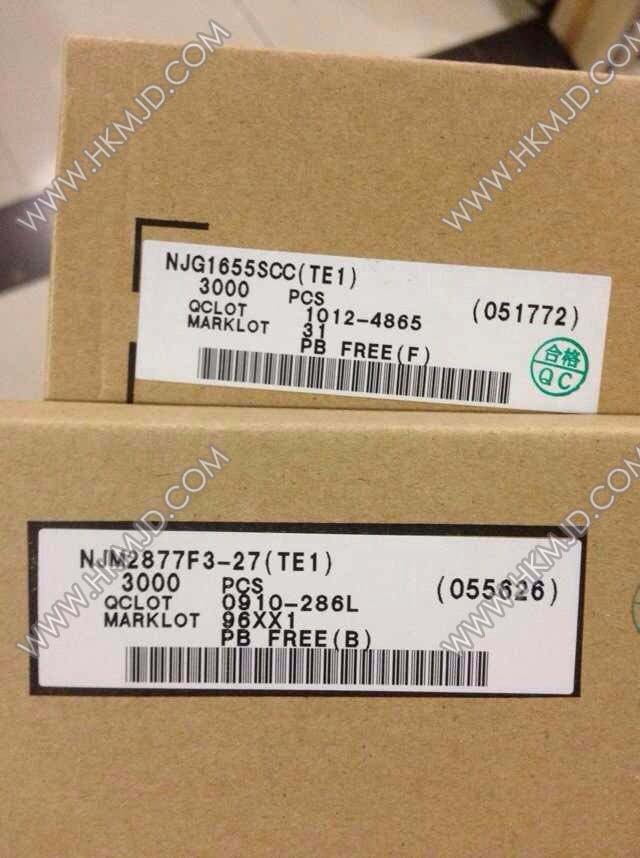 WWW.HKMJD.COM
WWW.HKMJD.COM
NJG1655SCC(TE1)
3000 PCS
QCLOT 1012-4865 (051772)
MARKLOT 31
PB FREE(F)
合格
QC
WWW.HKMJD.COM
WWW.HKMJD.COM
NJM2877F3-27(TE1)
3000 PCS
QCLOT 0910-286L (055626)
MARKLOT 96XX1
PB FREE(B)